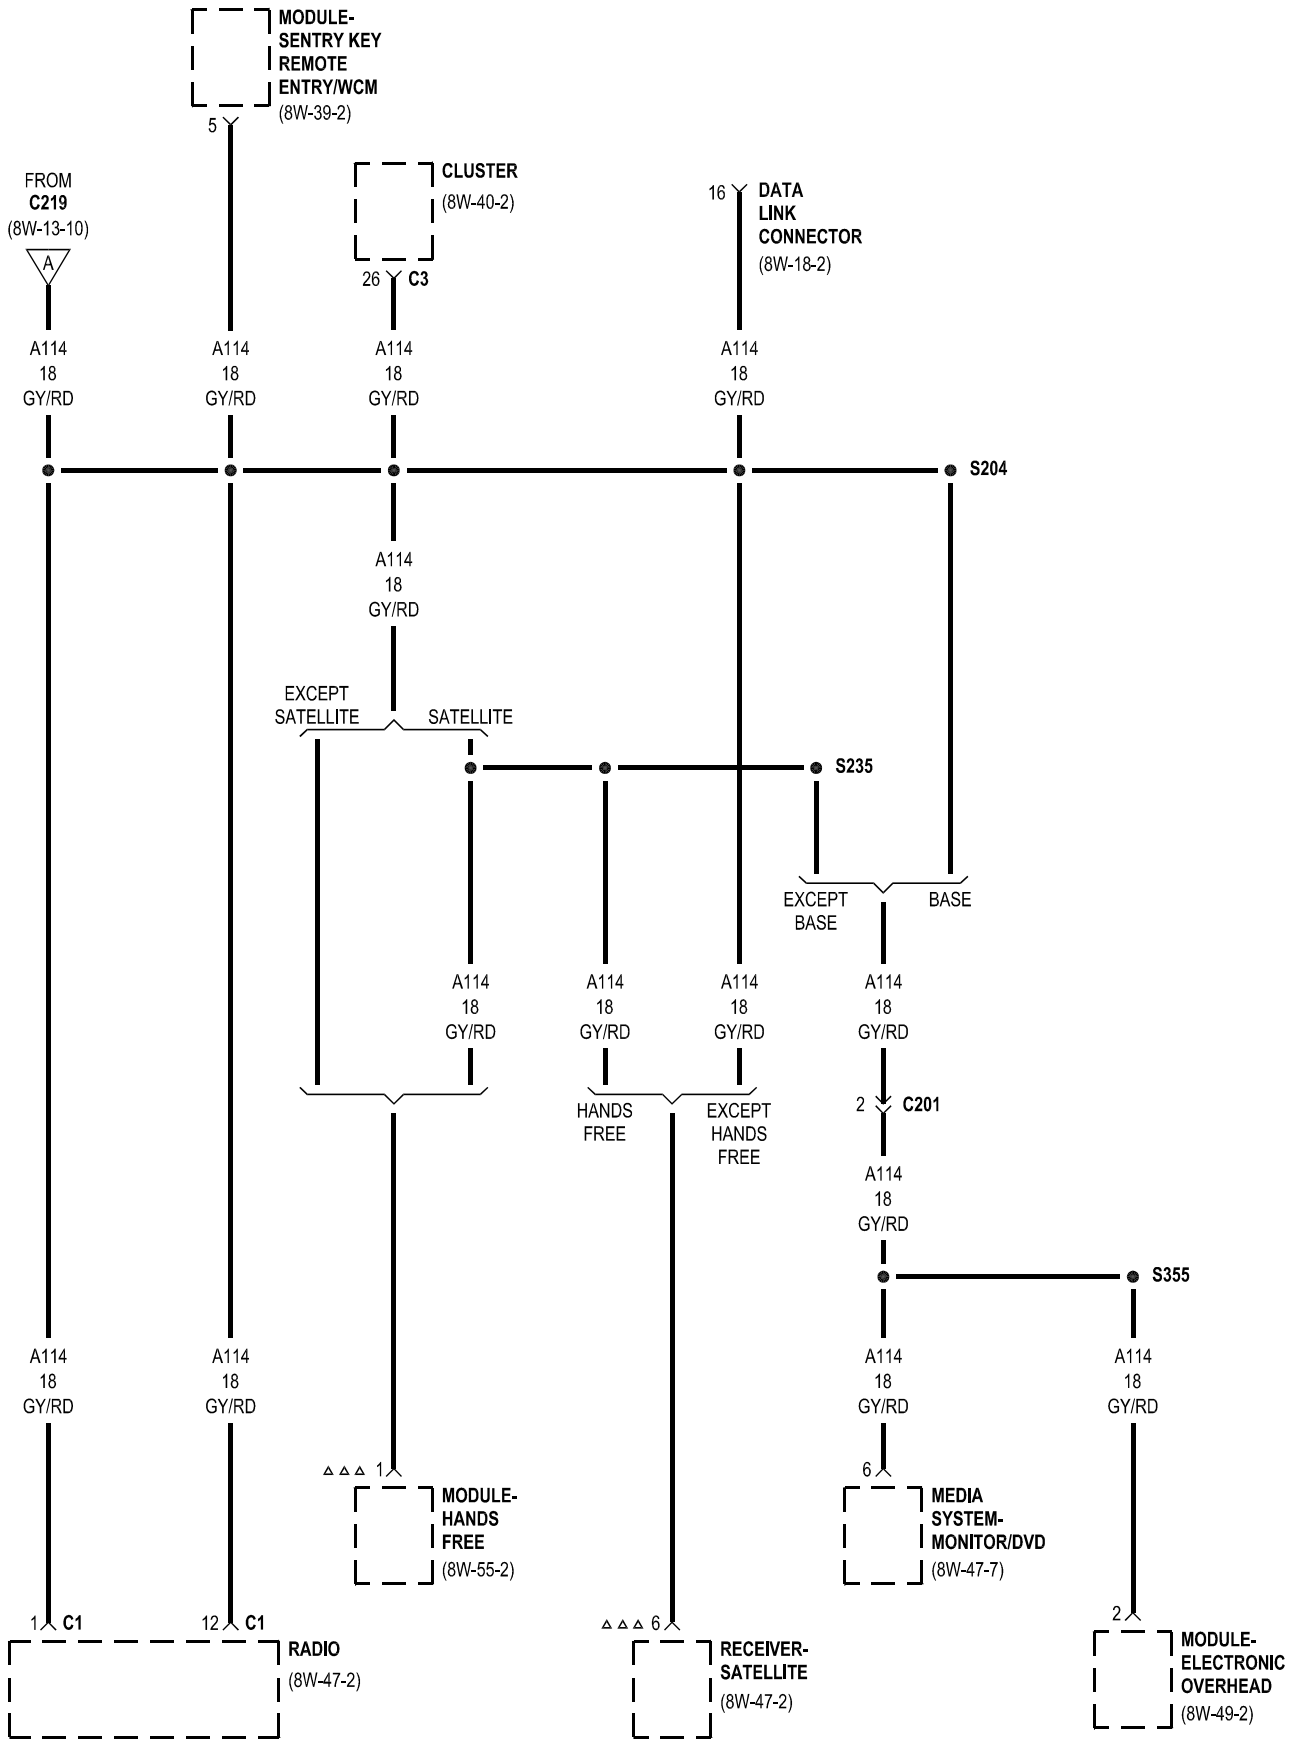 MODULE-
SENTRY KEY
REMOTE
ENTRY/WCM
(8W-39-2)
5
FROM
C219
(8W-13-10)
A
CLUSTER
(8W-40-2)
26 C3
16 DATA
LINK
CONNECTOR
(8W-18-2)
A114 A114 A114 A114
18 18 18 18
GY/RD GY/RD GY/RD GY/RD
S204
A114
18
GY/RD
EXCEPT
SATELLITE SATELLITE
S235
EXCEPT BASE
BASE
A114 A114 A114 A114
18 18 18 18
GY/RD GY/RD GY/RD GY/RD
2 C201
HANDS EXCEPT
FREE HANDS
FREE
A114
18
GY/RD
S355
A114 A114 A114 A114
18 18 18 18
GY/RD GY/RD GY/RD GY/RD
1
MODULE-
HANDS
FREE
(8W-55-2)
6
MEDIA
SYSTEM-
MONITOR/DVD
(8W-47-7)
1 C1 12 C1
RADIO
(8W-47-2)
6
RECEIVER-
SATELLITE
(8W-47-2)
2
MODULE-
ELECTRONIC
OVERHEAD
(8W-49-2)